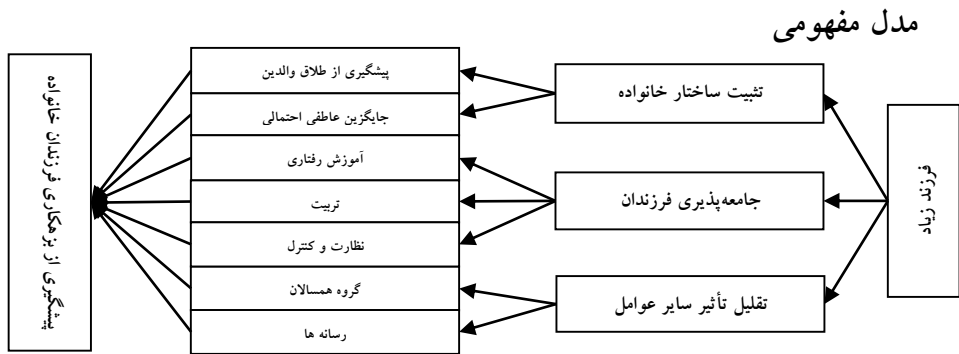 مدل مفهومی
فرزند زیاد
تثبیت ساختار خانواده
جامعه‌پذیری فرزندان
تقلیل تأثیر سایر عوامل
پیشگیری از طلاق والدین
جایگزین عاطفی احتمالی
آموزش رفتاری
تربیت
نظارت و کنترل
گروه همسالان
رسانه ها
پیشگیری از بزهکاری فرزندان خانواده